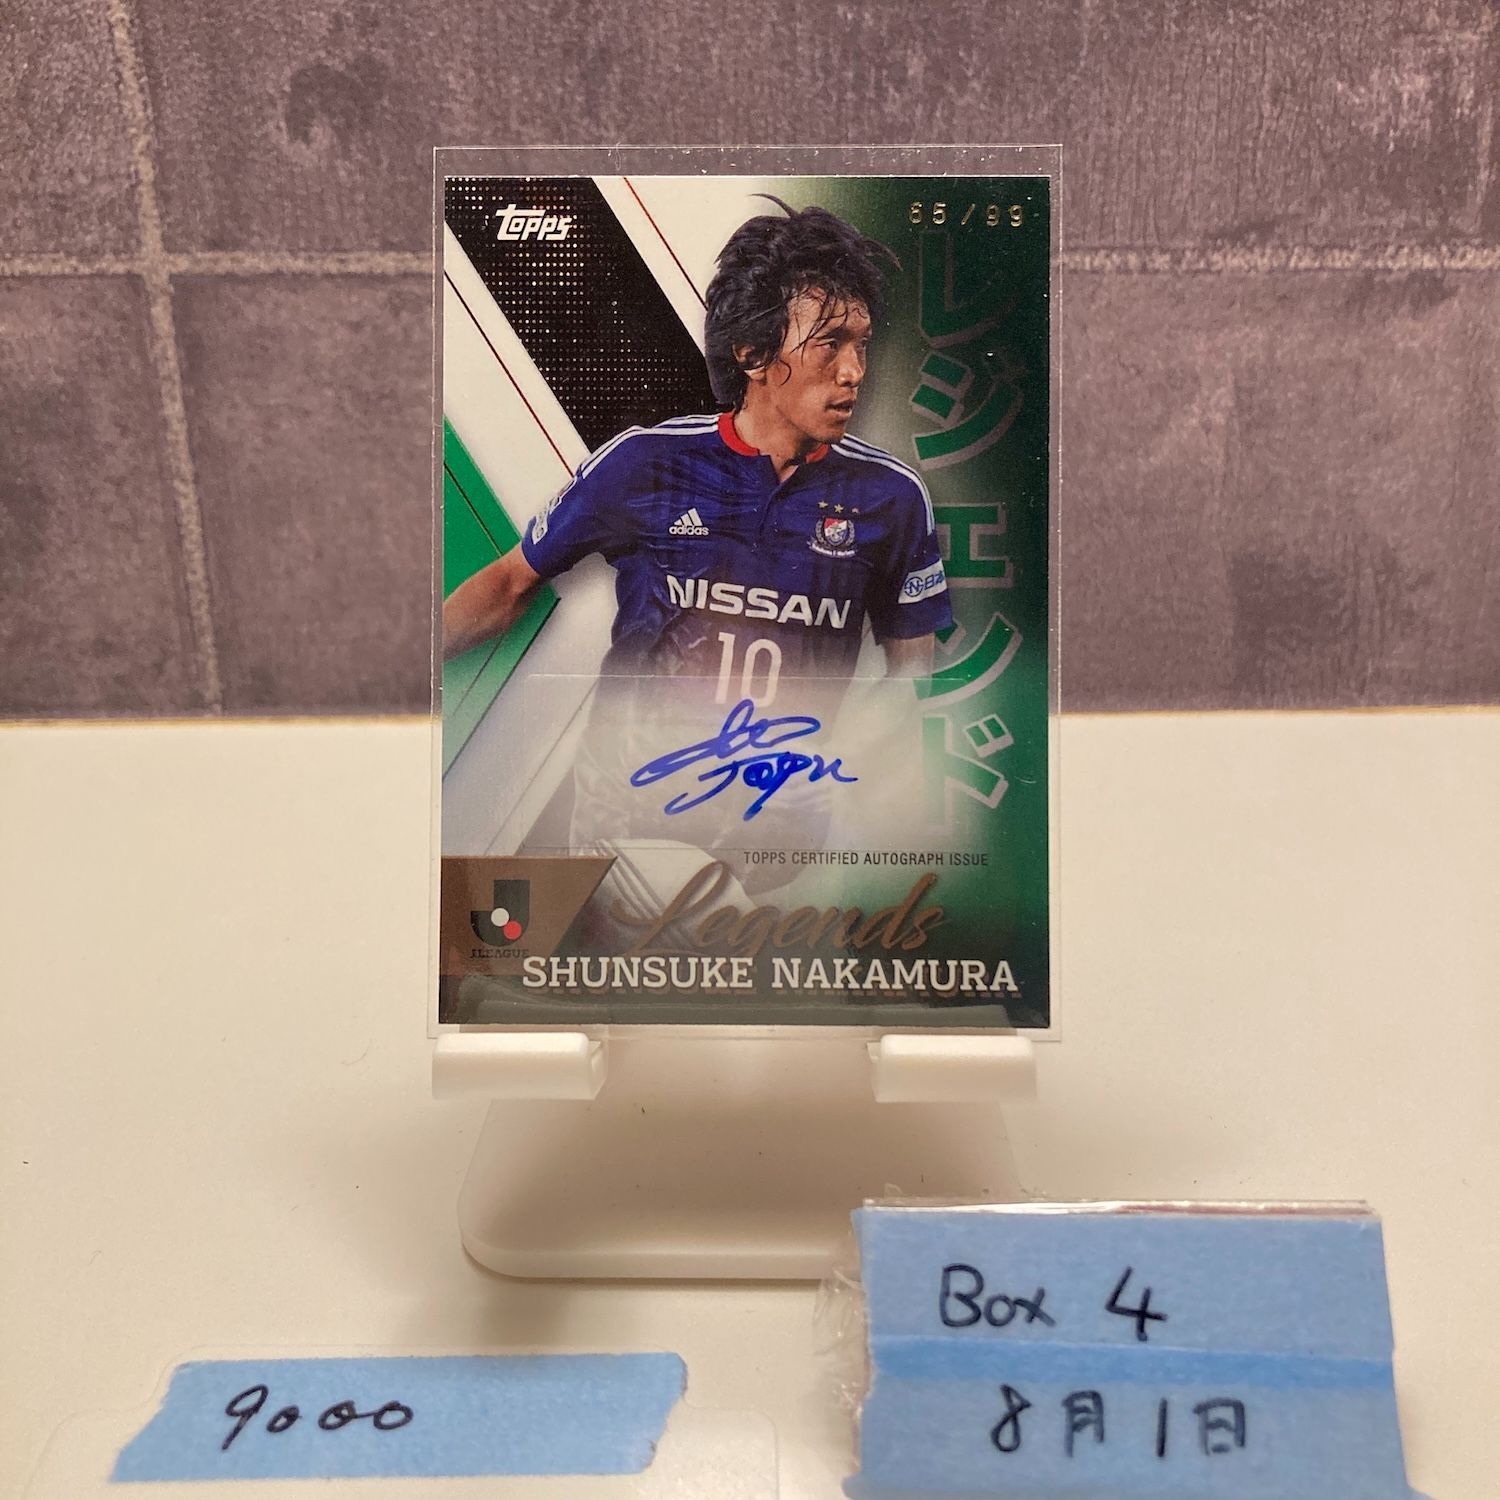 topps
65/99
レジェンド
adidas
NISSAN
10
TOPPS CERTIFIED AUTOGRAPH ISSUE
Legends
J.LEAGUE
SHUNSUKE NAKAMURA
Box 4
9000
8月1日